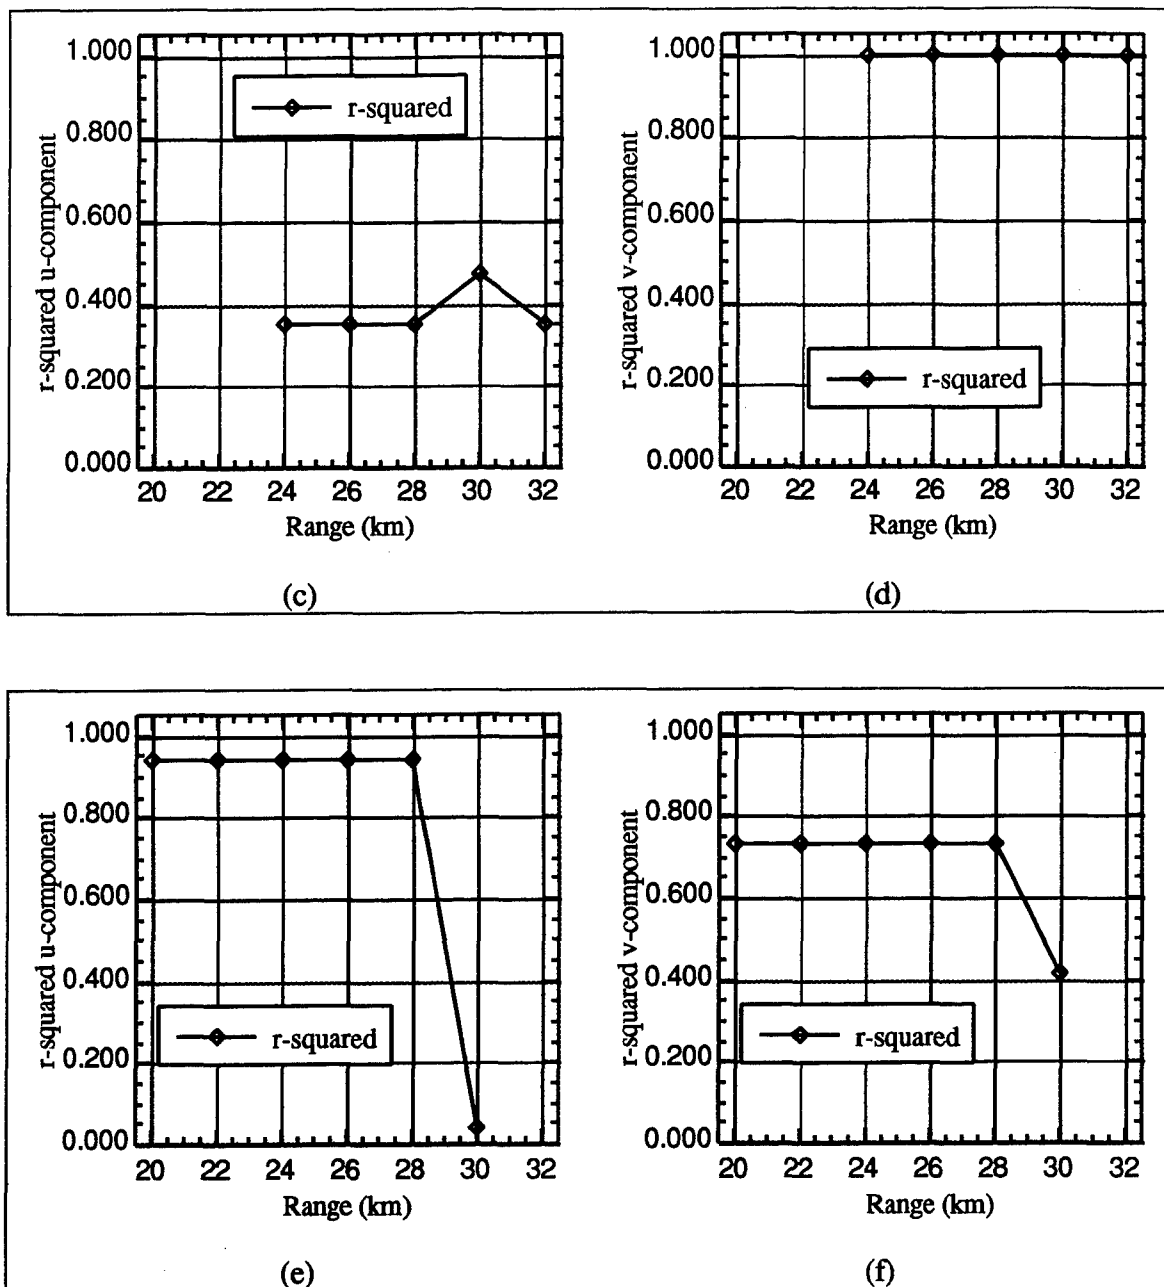 1.000
0.800
0.600
0.400
0.200
0.000
r-squared u-component
r-squared
20 22 24 26 28 30 32
Range (km)
(c)
1.000
0.800
0.600
0.400
0.200
0.000
r-squared v-component
r-squared
20 22 24 26 28 30 32
Range (km)
(d)
1.000
0.800
0.600
0.400
0.200
0.000
r-squared u-component
r-squared
20 22 24 26 28 30 32
Range (km)
(e)
1.000
0.800
0.600
0.400
0.200
0.000
r-squared v-component
r-squared
20 22 24 26 28 30 32
Range (km)
(f)